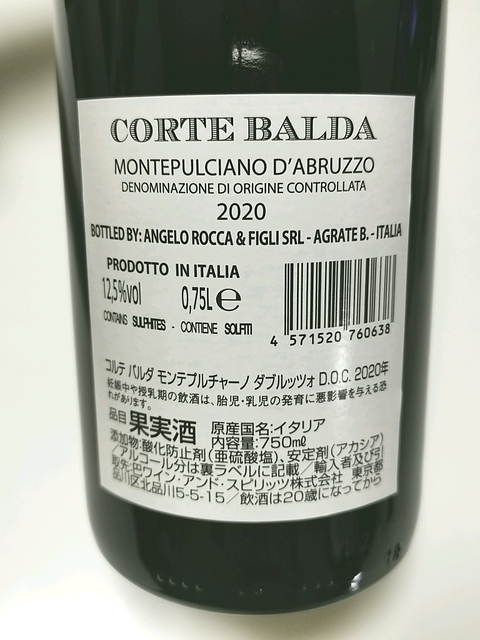 CORTE BALDA
MONTEPULCIANO D'ABRUZZO
DENOMINAZIONE DI ORIGINE CONTROLLATA
2020
BOTTLED BY: ANGELO ROCCA & FIGLI SRL - AGRATE B. - ITALIA
PRODOTTO IN ITALIA
12,5%vol 0,75L ℮
CONTAINS SULPHITES - CONTIENE SOLFITI
4 571520 760638
コルテ バルダ モンテプルチャーノ ダブルッツォ D.O.C. 2020年
妊娠中や授乳期の飲酒は、胎児・乳児の発育に悪影響を与える恐
れがあります。
品目 果実酒 原産国名:イタリア
内容量:750mℓ
添加物:酸化防止剤(亜硫酸塩)、安定剤(アカシア)
/アルコール分は裏ラベルに記載/輸入者及び引
取先:巴ワイン・アンド・スピリッツ株式会社 東京都
品川区北品川5-5-15/飲酒は20歳になってから